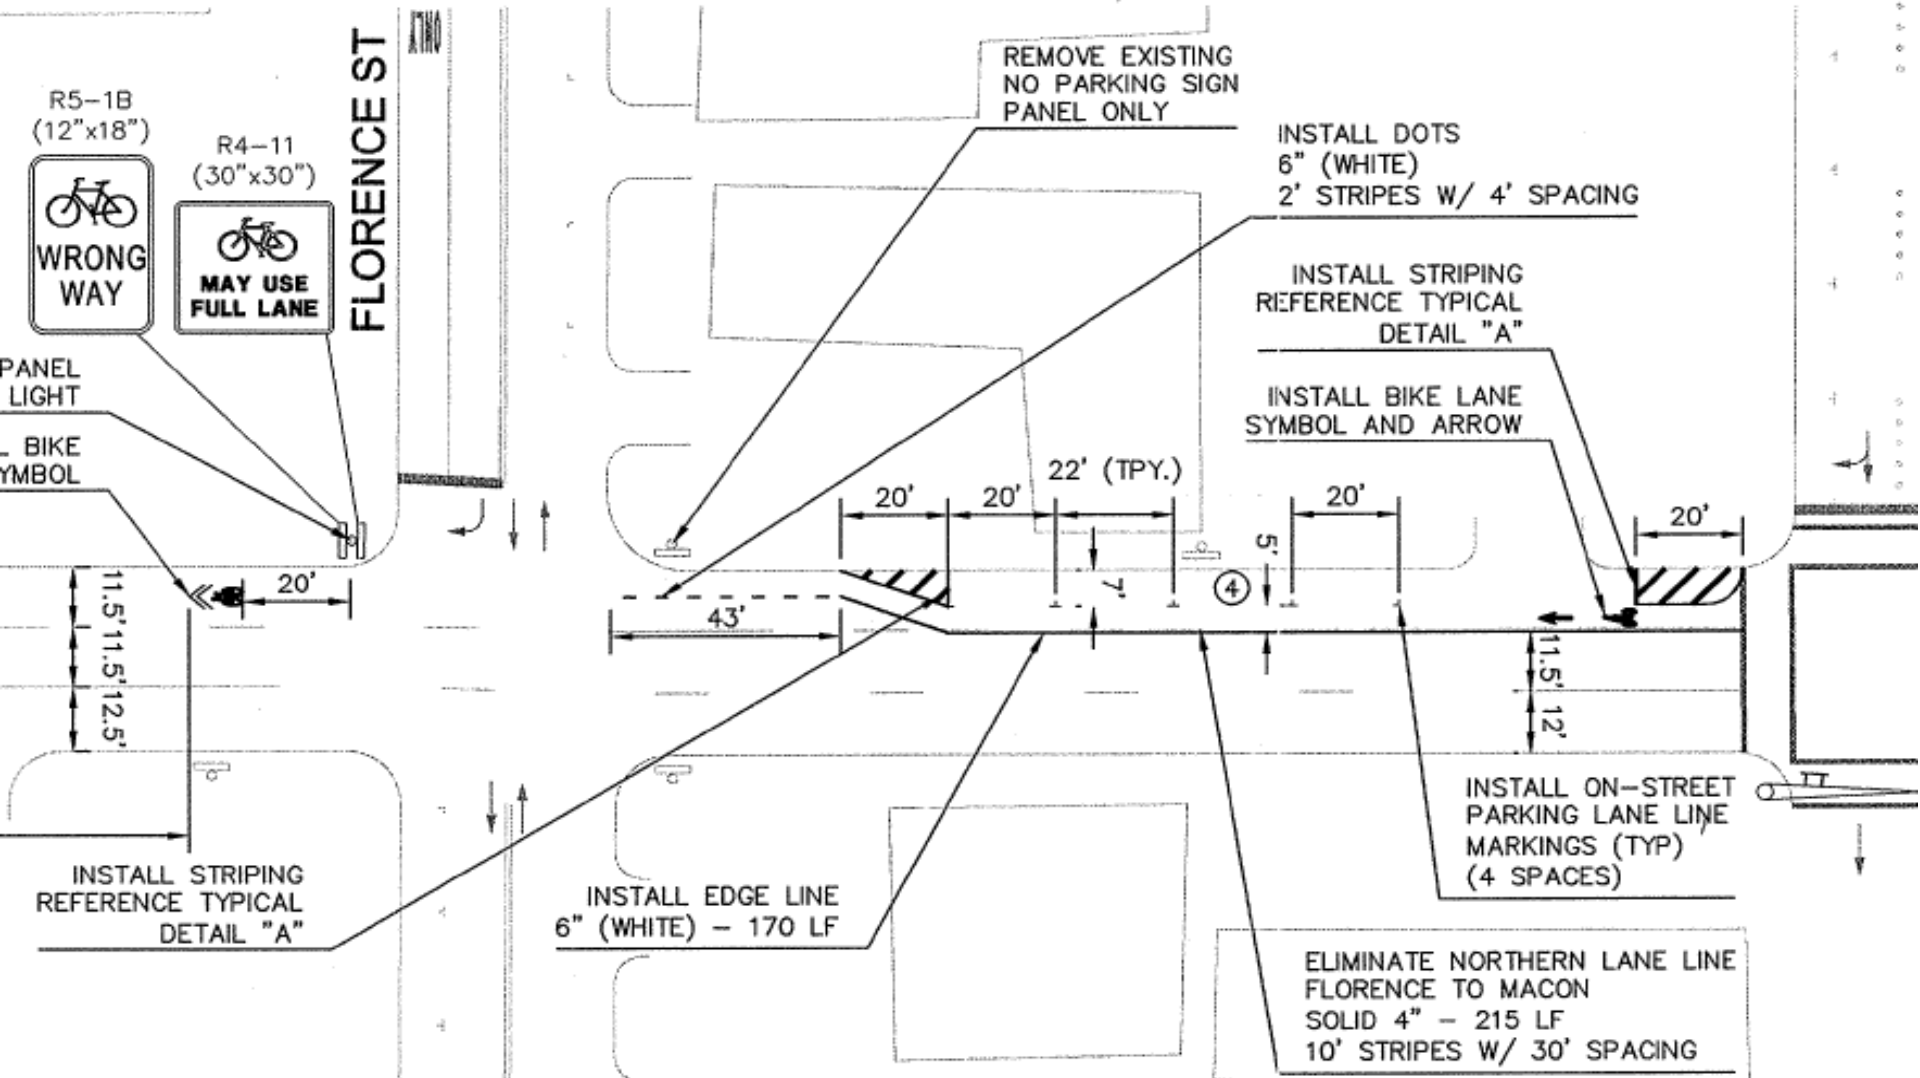 ONLY
FLORENCE ST
R5-1B
(12"x18")
WRONG
WAY
R4-11
(30"x30")
MAY USE
FULL LANE
PANEL
LIGHT
L BIKE
YMBOL
REMOVE EXISTING
NO PARKING SIGN
PANEL ONLY
INSTALL DOTS
6" (WHITE)
2' STRIPES W/ 4' SPACING
INSTALL STRIPING
REFERENCE TYPICAL
DETAIL "A"
INSTALL BIKE LANE
SYMBOL AND ARROW
22' (TPY.)
20'
20'
20'
20'
5'
7'
4
20'
43'
11.5'
11.5'
12.5'
11.5'
12'
INSTALL STRIPING
REFERENCE TYPICAL
DETAIL "A"
INSTALL EDGE LINE
6" (WHITE) - 170 LF
INSTALL ON-STREET
PARKING LANE LINE
MARKINGS (TYP)
(4 SPACES)
ELIMINATE NORTHERN LANE LINE
FLORENCE TO MACON
SOLID 4" - 215 LF
10' STRIPES W/ 30' SPACING